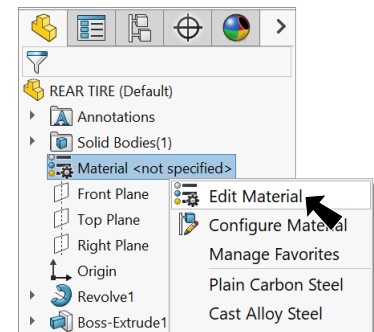 REAR TIRE (Default)
Annotations
Solid Bodies(1)
Material <not specified>
Front Plane
Top Plane
Right Plane
Origin
Revolve1
Boss-Extrude1
Edit Material
Configure Material
Manage Favorites
Plain Carbon Steel
Cast Alloy Steel